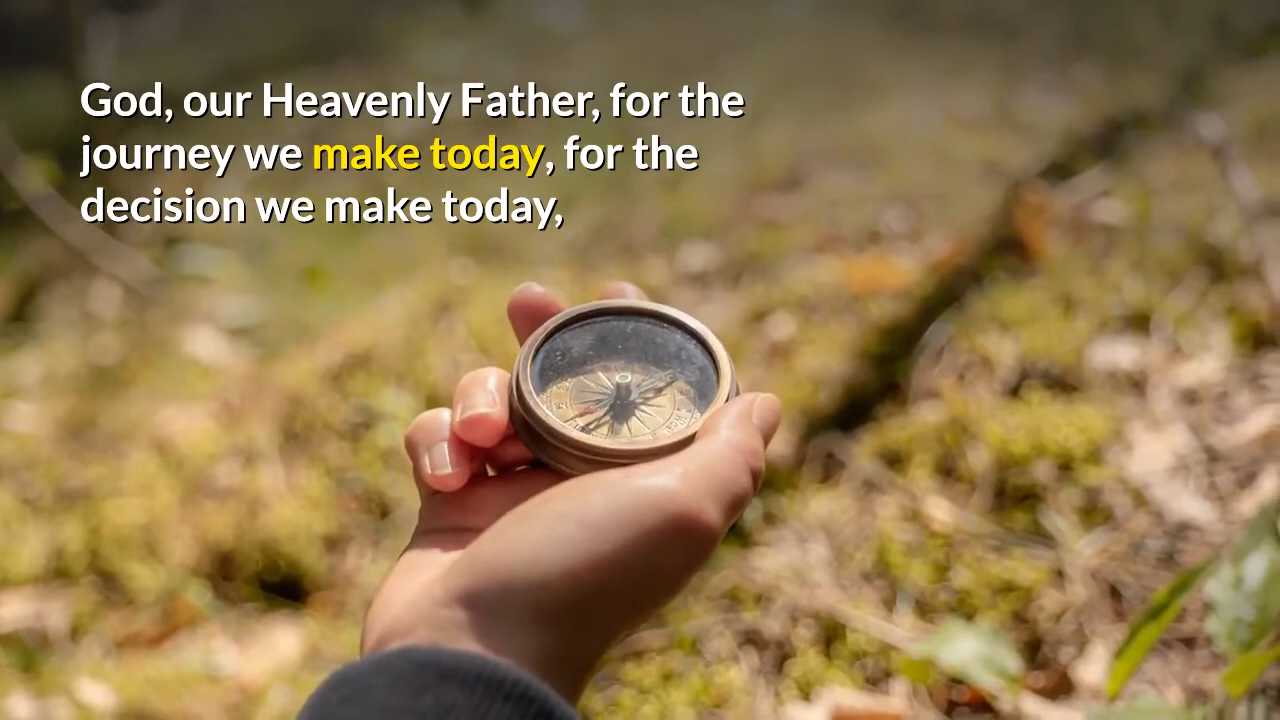 God, our Heavenly Father, for the
journey we make today, for the
decision we make today,